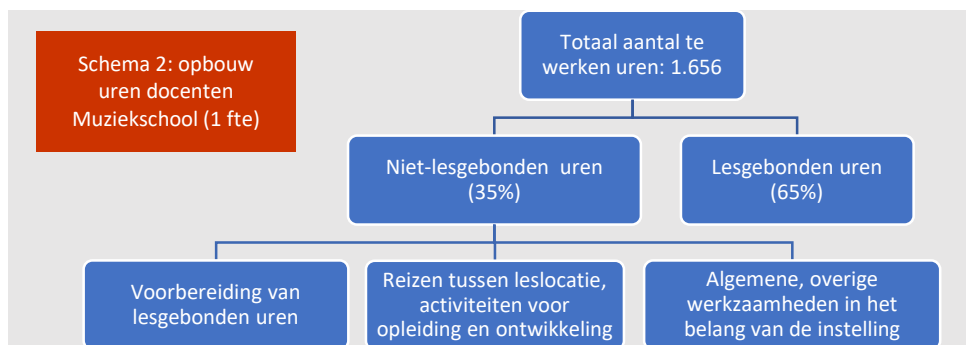 Schema 2: opbouw
uren docenten
Muziekschool (1 fte)
Totaal aantal te
werken uren: 1.656
Niet-lesgebonden uren
(35%)
Lesgebonden uren
(65%)
Voorbereiding van
lesgebonden uren
Reizen tussen leslocatie,
activiteiten voor
opleiding en ontwikkeling
Algemene, overige
werkzaamheden in het
belang van de instelling